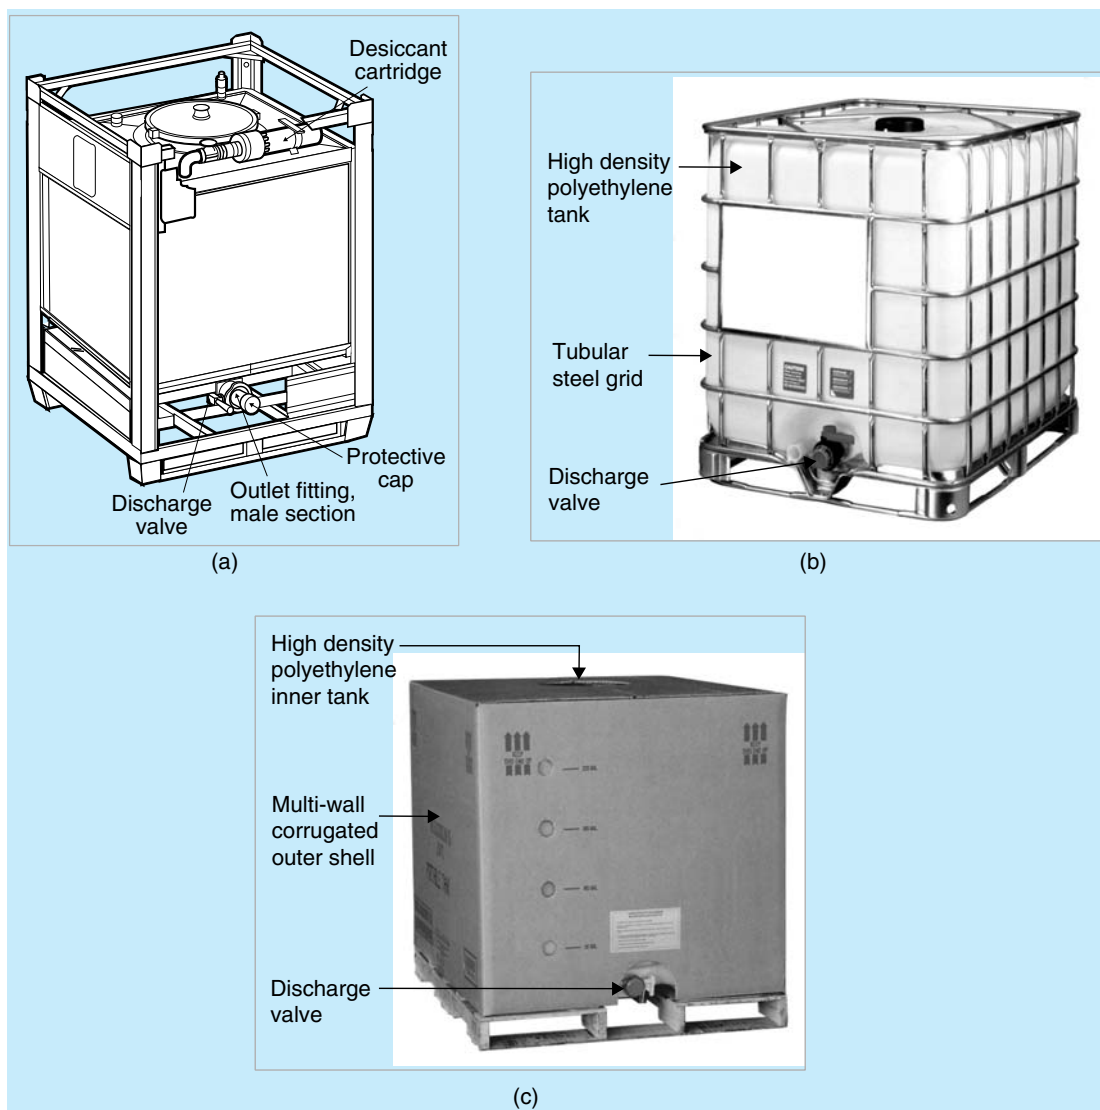 Desiccant
cartridge
Protective
cap
Outlet fitting,
male section
Discharge
valve
(a)
High density
polyethylene
tank
Tubular
steel grid
Discharge
valve
(b)
High density
polyethylene
inner tank
Multi-wall
corrugated
outer shell
Discharge
valve
(c)